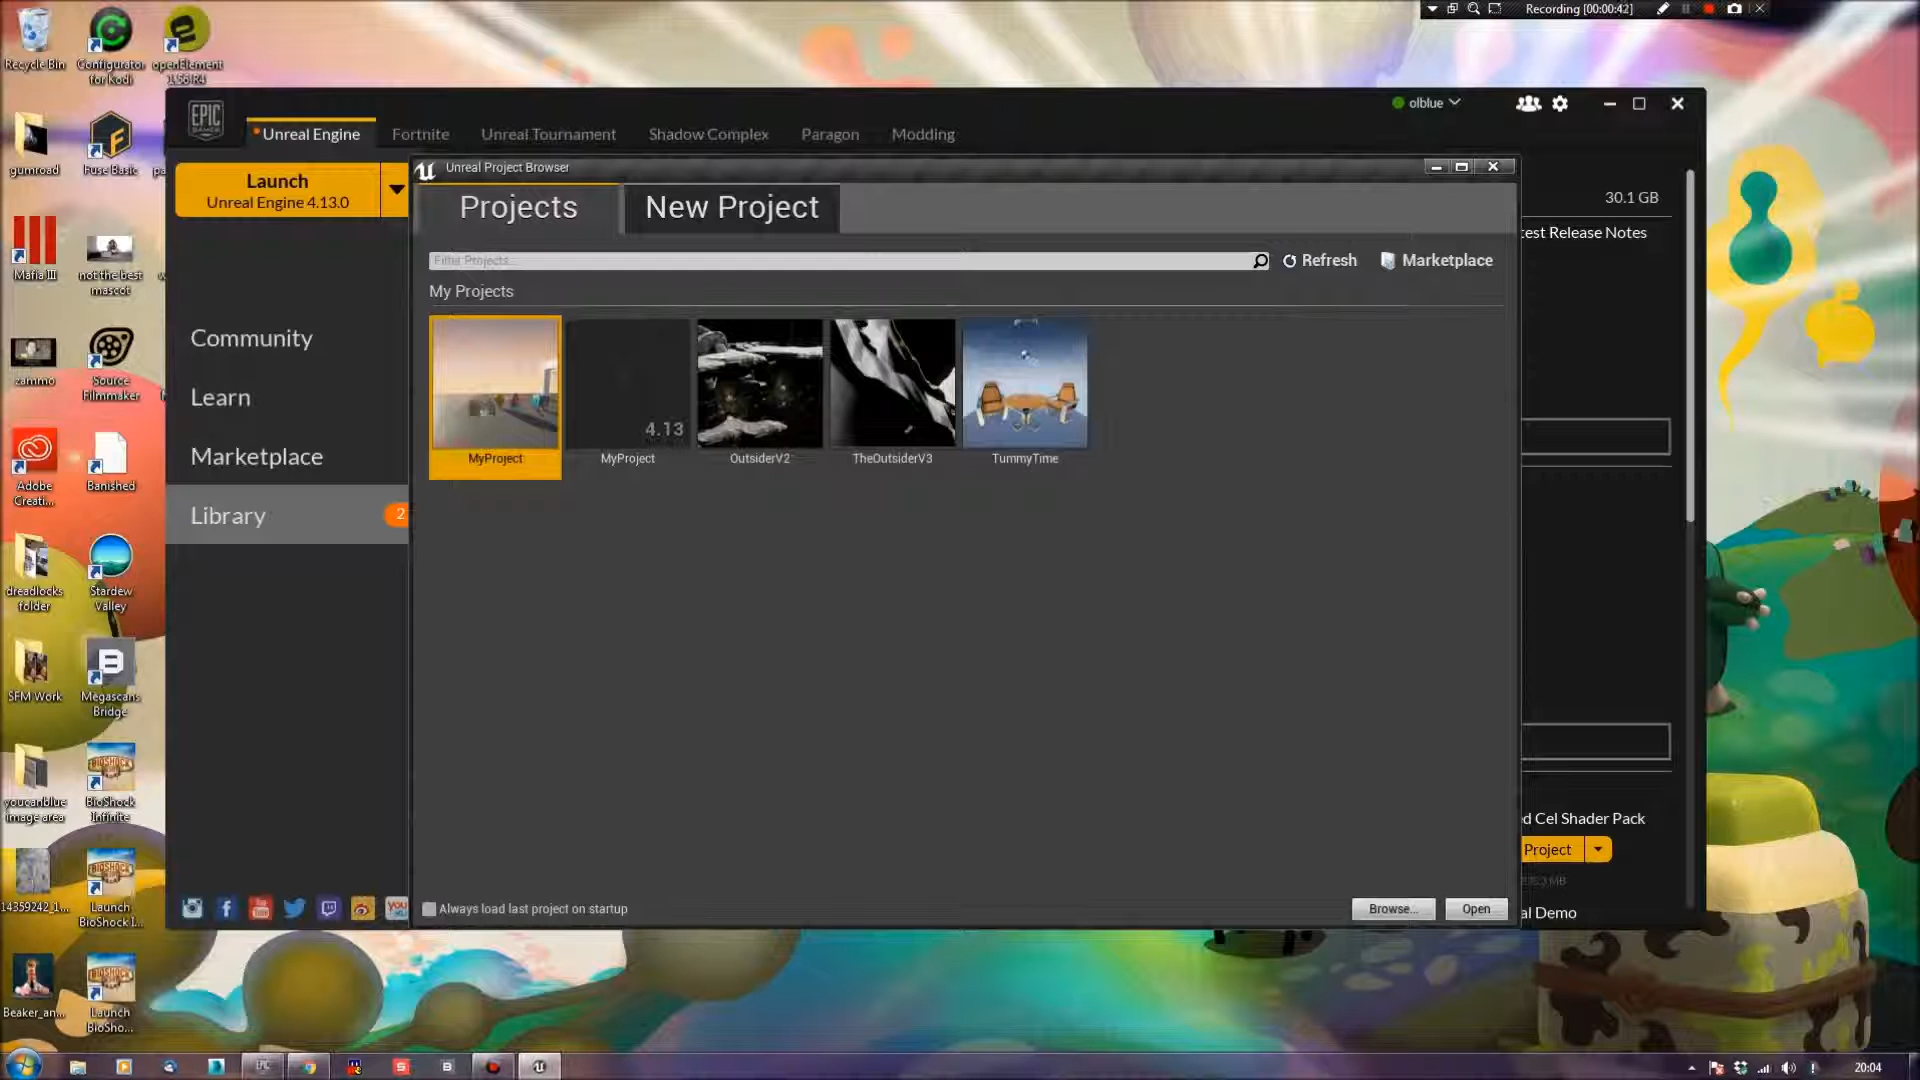 Recording [00:00:42]
Recycle Bin
Configurator for Kodi
openElement 1.56 R4
gumroad
Fuse Basic
Mafia III
not the best mascot
zammo
Source Filmmaker
Adobe Creati...
Banished
dreadlocks folder
Stardew Valley
SFM Work
Megascans Bridge
youcanblue image area
BioShock Infinite
14359242_1...
Launch BioShock I...
Beaker_an...
Launch BioSho...
EPIC GAMES
olblue
Unreal Engine
Fortnite
Unreal Tournament
Shadow Complex
Paragon
Modding
Launch
Unreal Engine 4.13.0
Community
Learn
Marketplace
Library
2
Unreal Project Browser
Projects
New Project
Filter Projects...
Refresh
Marketplace
My Projects
4.13
MyProject
MyProject
OutsiderV2
TheOutsiderV3
TummyTime
Always load last project on startup
Browse...
Open
30.1 GB
test Release Notes
ed Cel Shader Pack
Project
al Demo
20:04